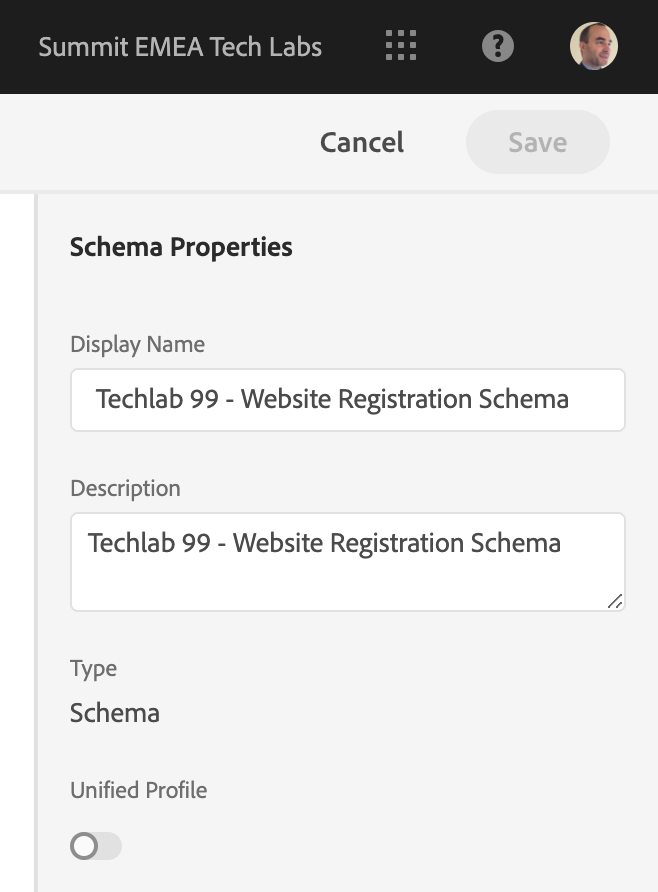 Summit EMEA Tech Labs
?
Cancel
Save
Schema Properties
Display Name
Techlab 99 - Website Registration Schema
Description
Techlab 99 - Website Registration Schema
Type
Schema
Unified Profile